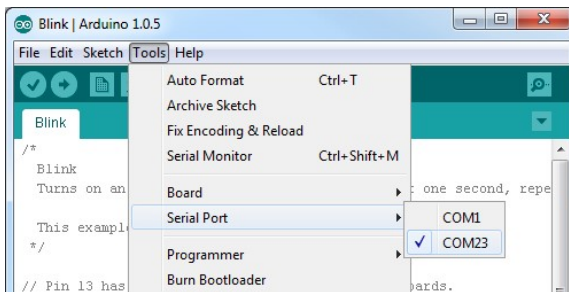 Blink | Arduino 1.0.5
File Edit Sketch Tools Help
Auto Format Ctrl+T
Archive Sketch
Blink
Fix Encoding & Reload
/*
Serial Monitor Ctrl+Shift+M
Blink
Turns on an one second, repe
Board
Serial Port COM1
This exampl
COM23
*/
Programmer
Burn Bootloader
// Pin 13 has ards.